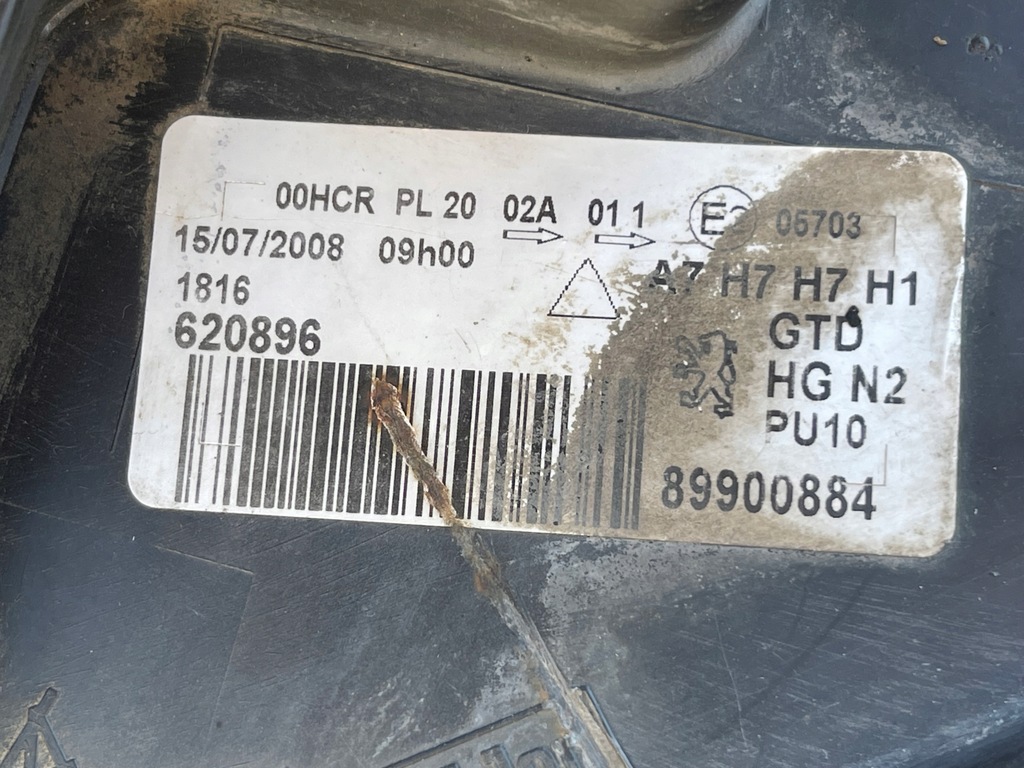 00HCR PL 20 02A 01 1 05703
15/07/2008 09h00
A7 H7 H7 H1
1816
GTD
620896
HG N2
PU10
89900884